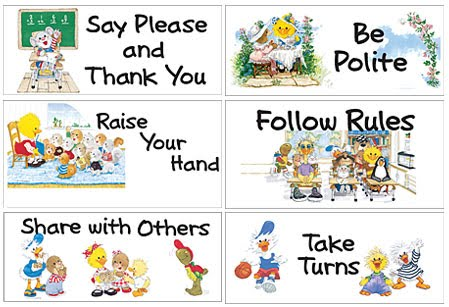 Say Please
and
Thank You
Be
Polite
Raise
Your
Hand
Follow Rules
Share with Others
Take
Turns